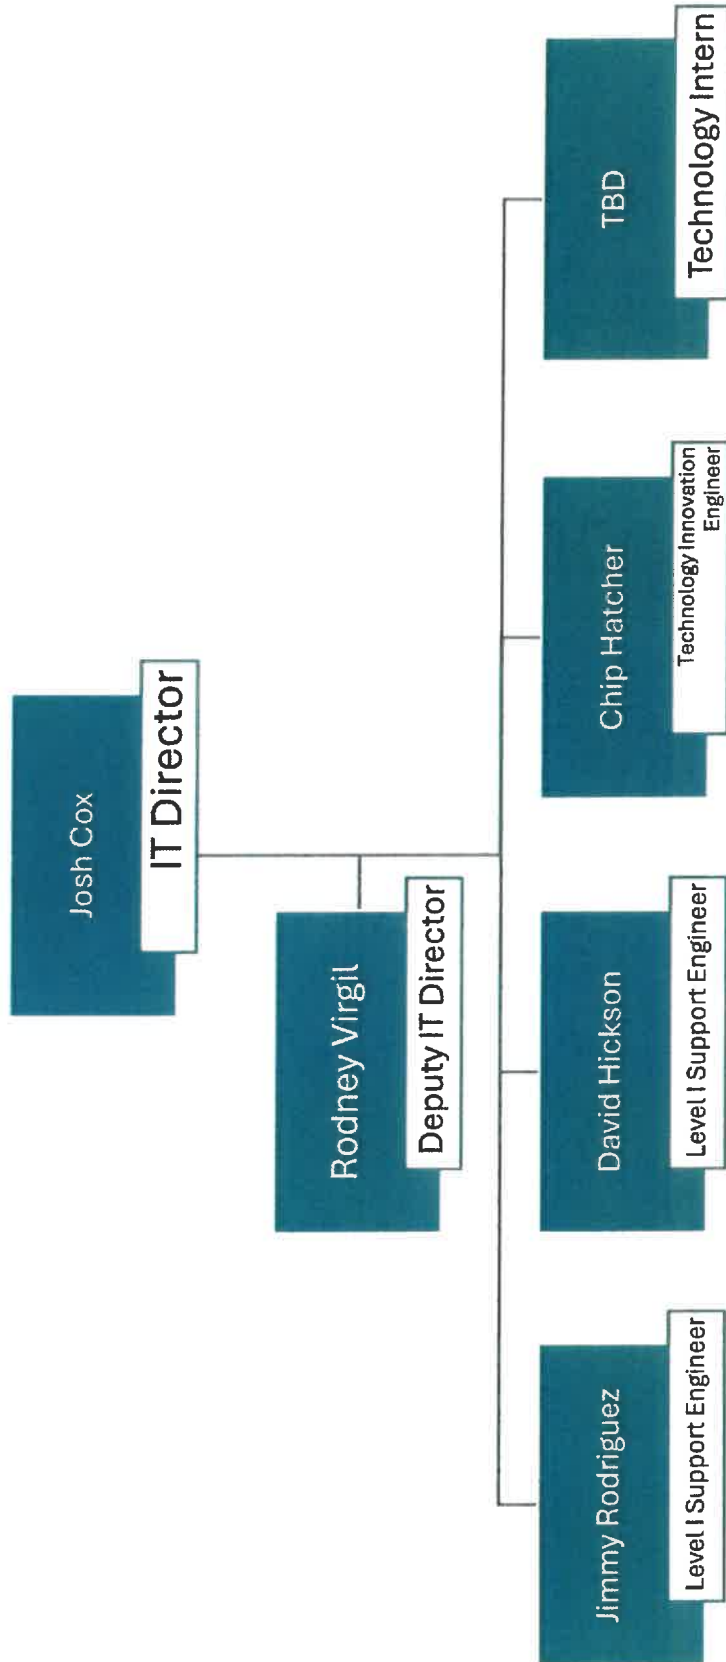 Josh Cox
IT Director
Rodney Virgil
Deputy IT Director
Jimmy Rodriguez
Level I Support Engineer
David Hickson
Level I Support Engineer
Chip Hatcher
Technology Innovation
Engineer
TBD
Technology Intern